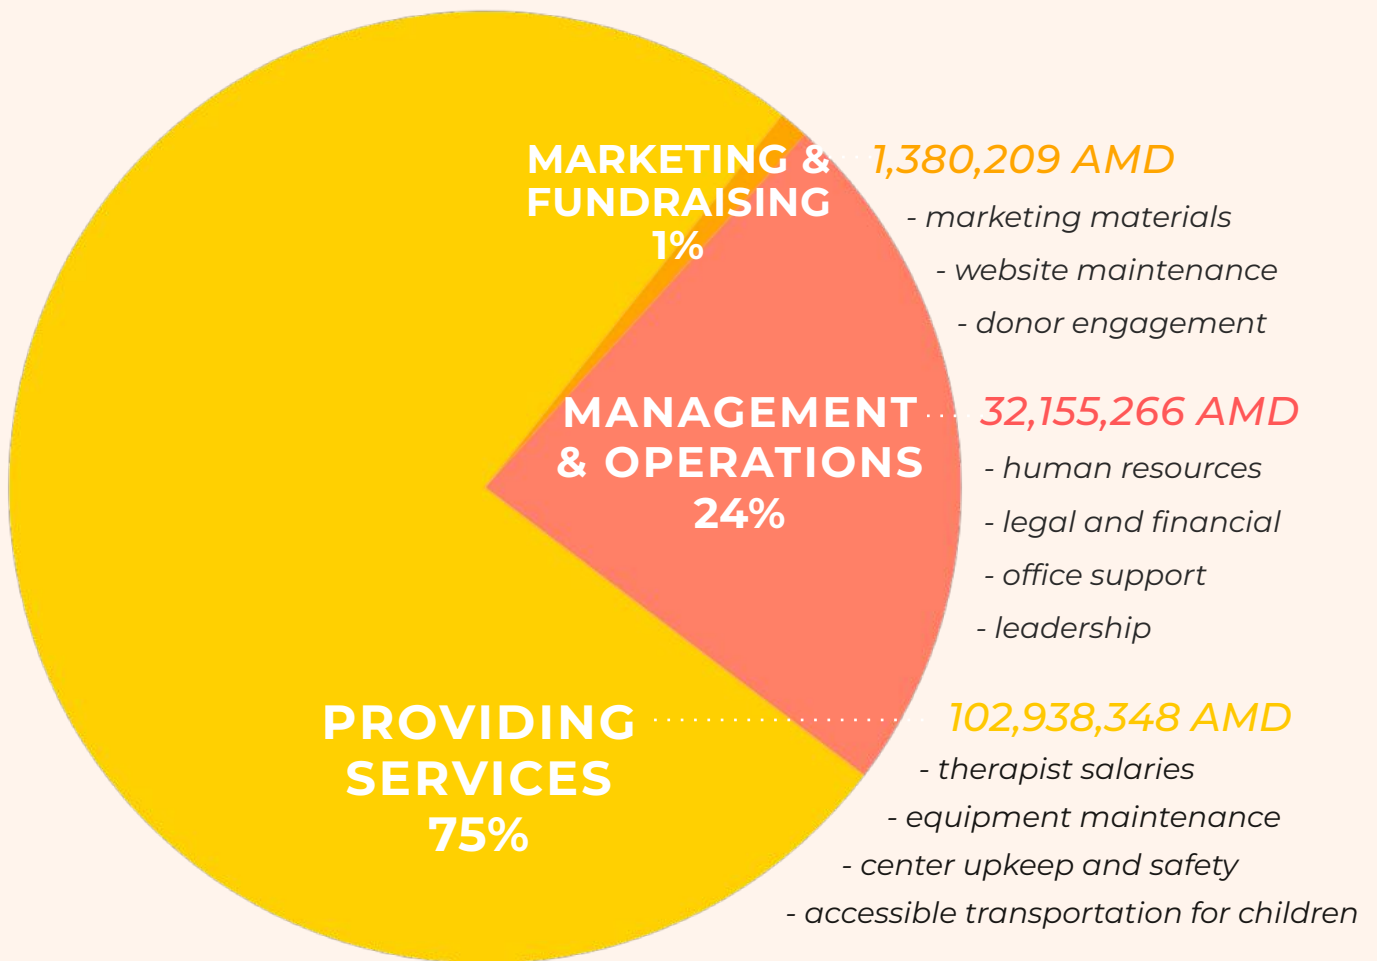 MARKETING &
FUNDRAISING
1%
1,380,209 AMD
- marketing materials
- website maintenance
- donor engagement
MANAGEMENT
& OPERATIONS
24%
32,155,266 AMD
- human resources
- legal and financial
- office support
- leadership
PROVIDING
SERVICES
75%
102,938,348 AMD
- therapist salaries
- equipment maintenance
- center upkeep and safety
- accessible transportation for children